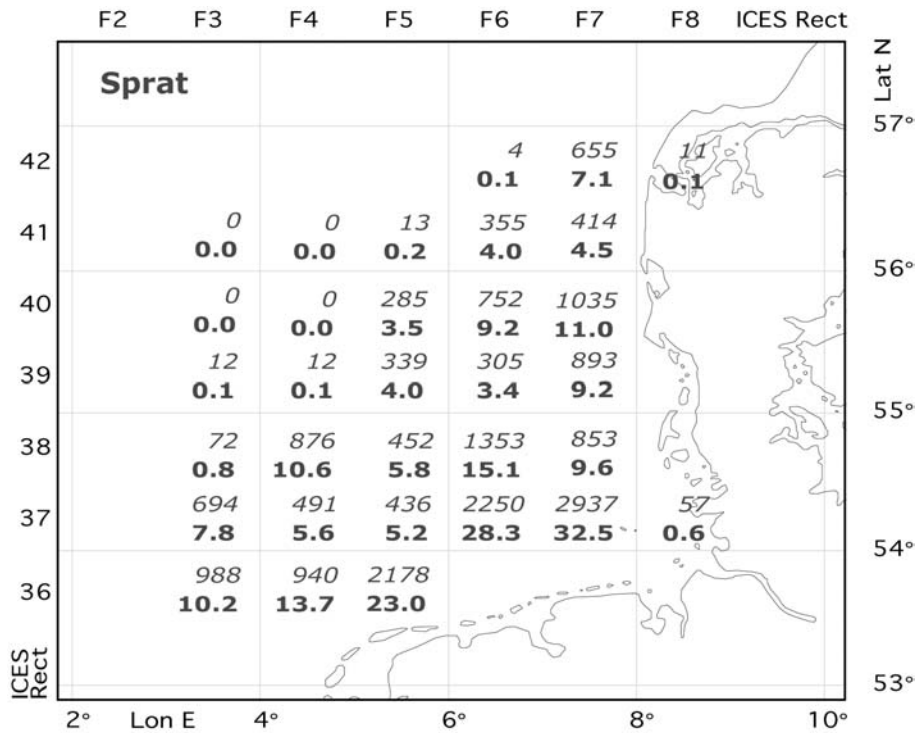 F2 F3 F4 F5 F6 F7 F8 ICES Rect
Sprat
Lat N
57°
42 4 655 11
0.1 7.1 0.1
41 0 0 13 355 414
0.0 0.0 0.2 4.0 4.5
56°
40 0 0 285 752 1035
0.0 0.0 3.5 9.2 11.0
39 12 12 339 305 893
0.1 0.1 4.0 3.4 9.2
55°
38 72 876 452 1353 853
0.8 10.6 5.8 15.1 9.6
37 694 491 436 2250 2937 57
7.8 5.6 5.2 28.3 32.5 0.6
54°
36 988 940 2178
10.2 13.7 23.0
ICES
Rect
53°
2° Lon E 4° 6° 8° 10°